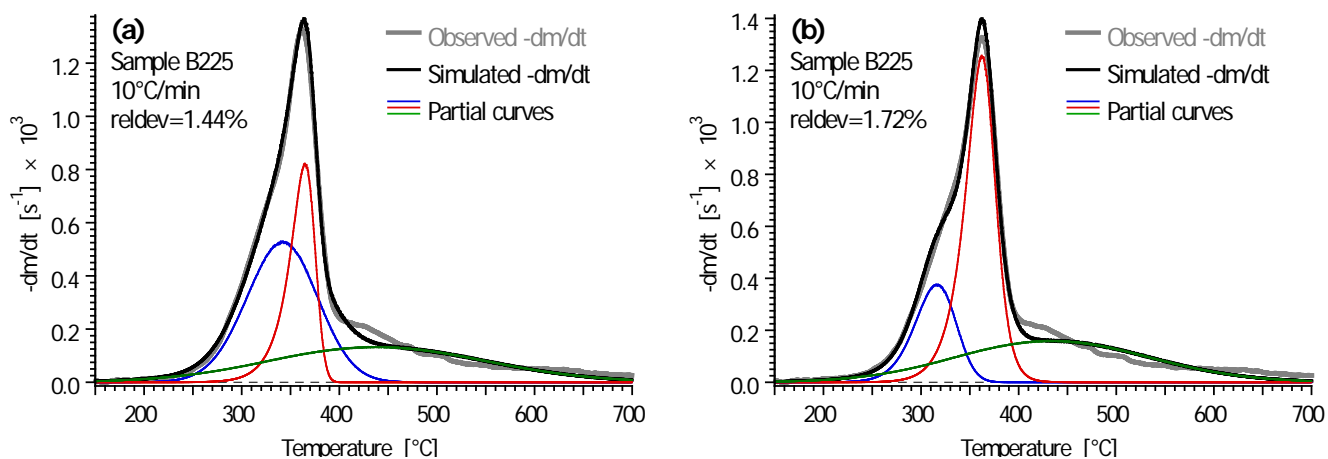 (a)
Sample B225
10°C/min
reldev=1.44%
Observed -dm/dt
Simulated -dm/dt
Partial curves
-dm/dt [s⁻¹] × 10³
1.2
1.0
0.8
0.6
0.4
0.2
0.0
200 300 400 500 600 700
Temperature [°C]
(b)
Sample B225
10°C/min
reldev=1.72%
Observed -dm/dt
Simulated -dm/dt
Partial curves
-dm/dt [s⁻¹] × 10³
1.4
1.2
1.0
0.8
0.6
0.4
0.2
0.0
200 300 400 500 600 700
Temperature [°C]